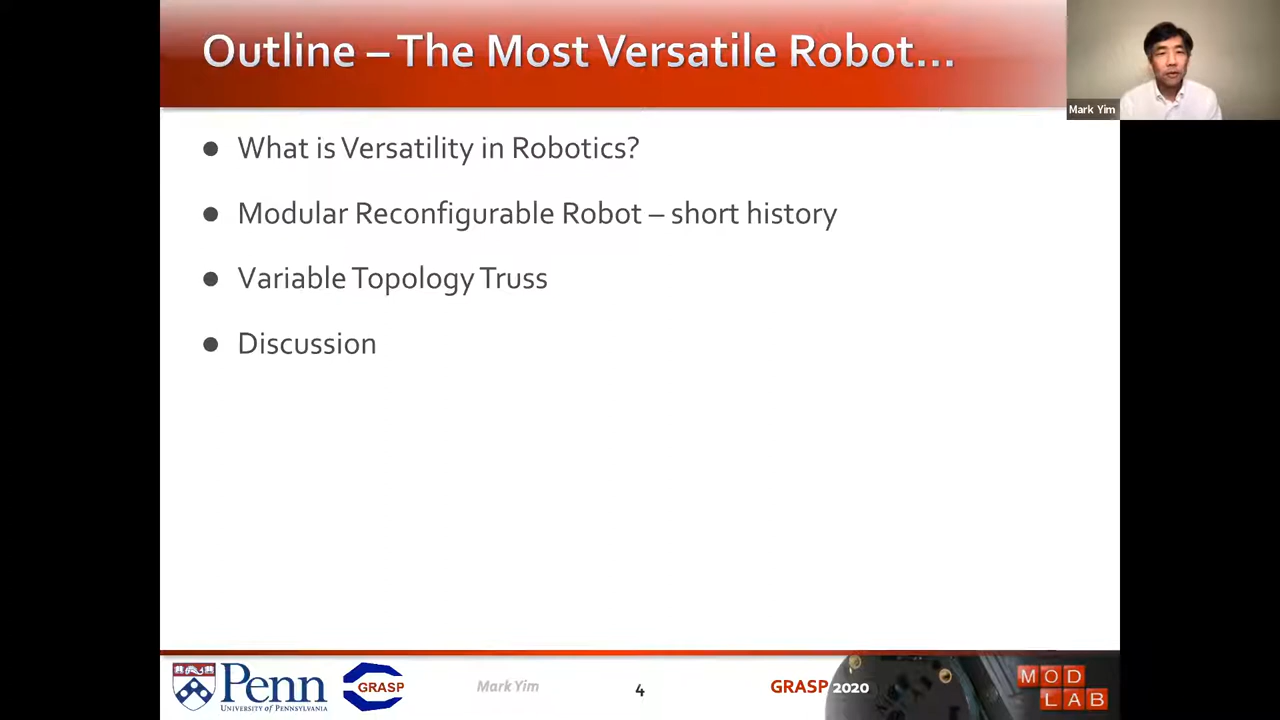 Outline – The Most Versatile Robot...
Mark Yim
● What is Versatility in Robotics?
● Modular Reconfigurable Robot – short history
● Variable Topology Truss
● Discussion
Penn
UNIVERSITY OF PENNSYLVANIA
GRASP
Mark Yim
4
GRASP 2020
MOD
LAB